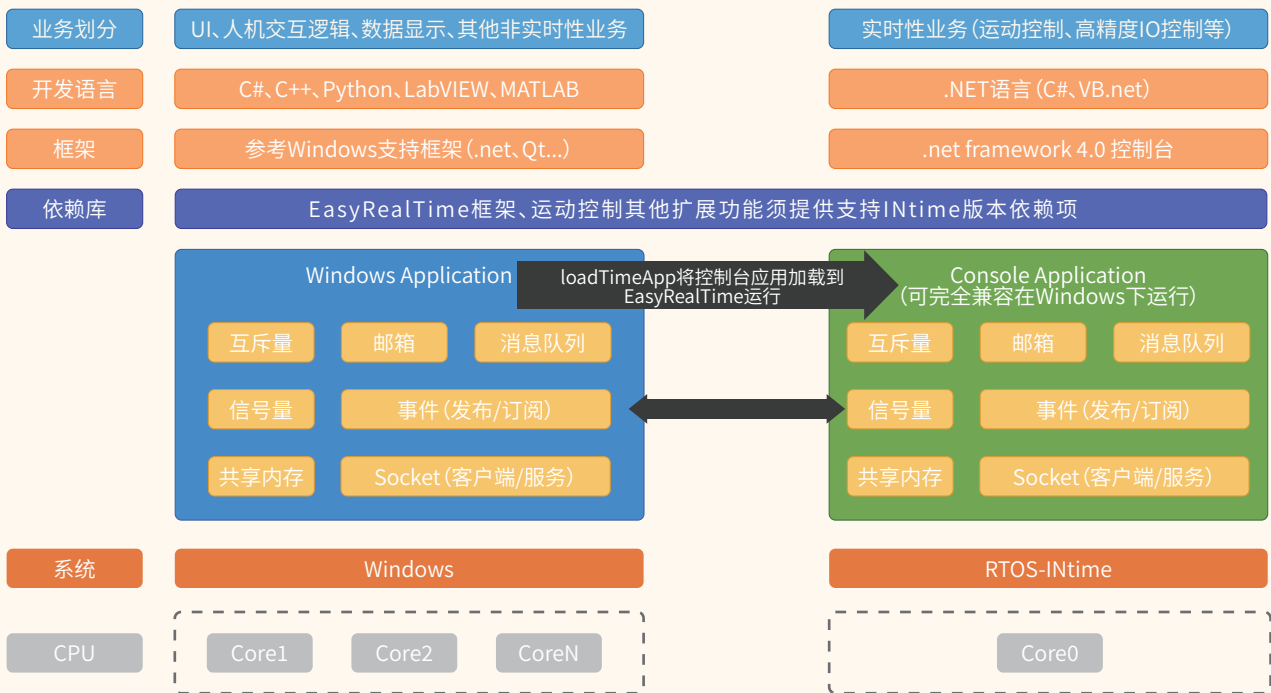 业务划分
UI、人机交互逻辑、数据显示、其他非实时性业务
实时性业务(运动控制、高精度IO控制等)
开发语言
C#、C++、Python、LabVIEW、MATLAB
.NET语言(C#、VB.net)
框架
参考Windows支持框架(.net、Qt...)
.net framework 4.0 控制台
依赖库
EasyRealTime框架、运动控制其他扩展功能须提供支持INtime版本依赖项
Windows Application
loadTimeApp将控制台应用加载到
EasyRealTime运行
Console Application
(可完全兼容在Windows下运行)
互斥量
邮箱
消息队列
互斥量
邮箱
消息队列
信号量
事件(发布/订阅)
信号量
事件(发布/订阅)
共享内存
Socket(客户端/服务)
共享内存
Socket(客户端/服务)
系统
Windows
RTOS-INtime
CPU
Core1
Core2
CoreN
Core0